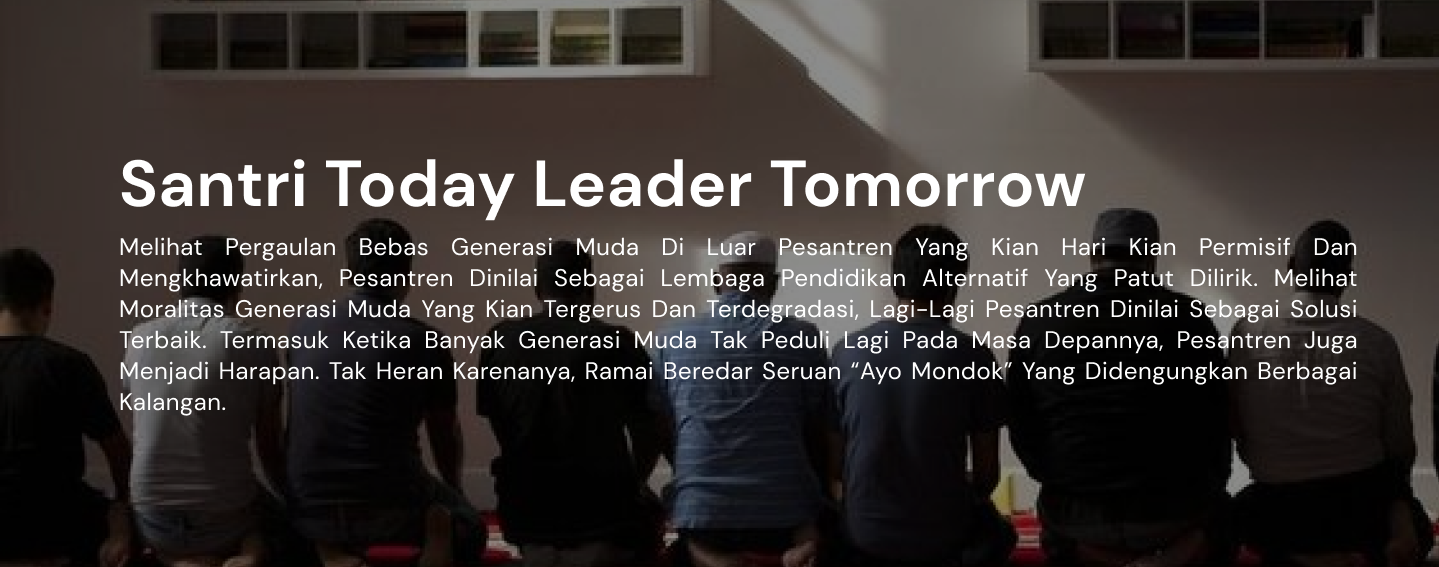 Santri Today Leader Tomorrow
Melihat Pergaulan Bebas Generasi Muda Di Luar Pesantren Yang Kian Hari Kian Permisif Dan
Mengkhawatirkan, Pesantren Dinilai Sebagai Lembaga Pendidikan Alternatif Yang Patut Dilirik. Melihat
Moralitas Generasi Muda Yang Kian Tergerus Dan Terdegradasi, Lagi-Lagi Pesantren Dinilai Sebagai Solusi
Terbaik. Termasuk Ketika Banyak Generasi Muda Tak Peduli Lagi Pada Masa Depannya, Pesantren Juga
Menjadi Harapan. Tak Heran Karenanya, Ramai Beredar Seruan “Ayo Mondok” Yang Didengungkan Berbagai
Kalangan.